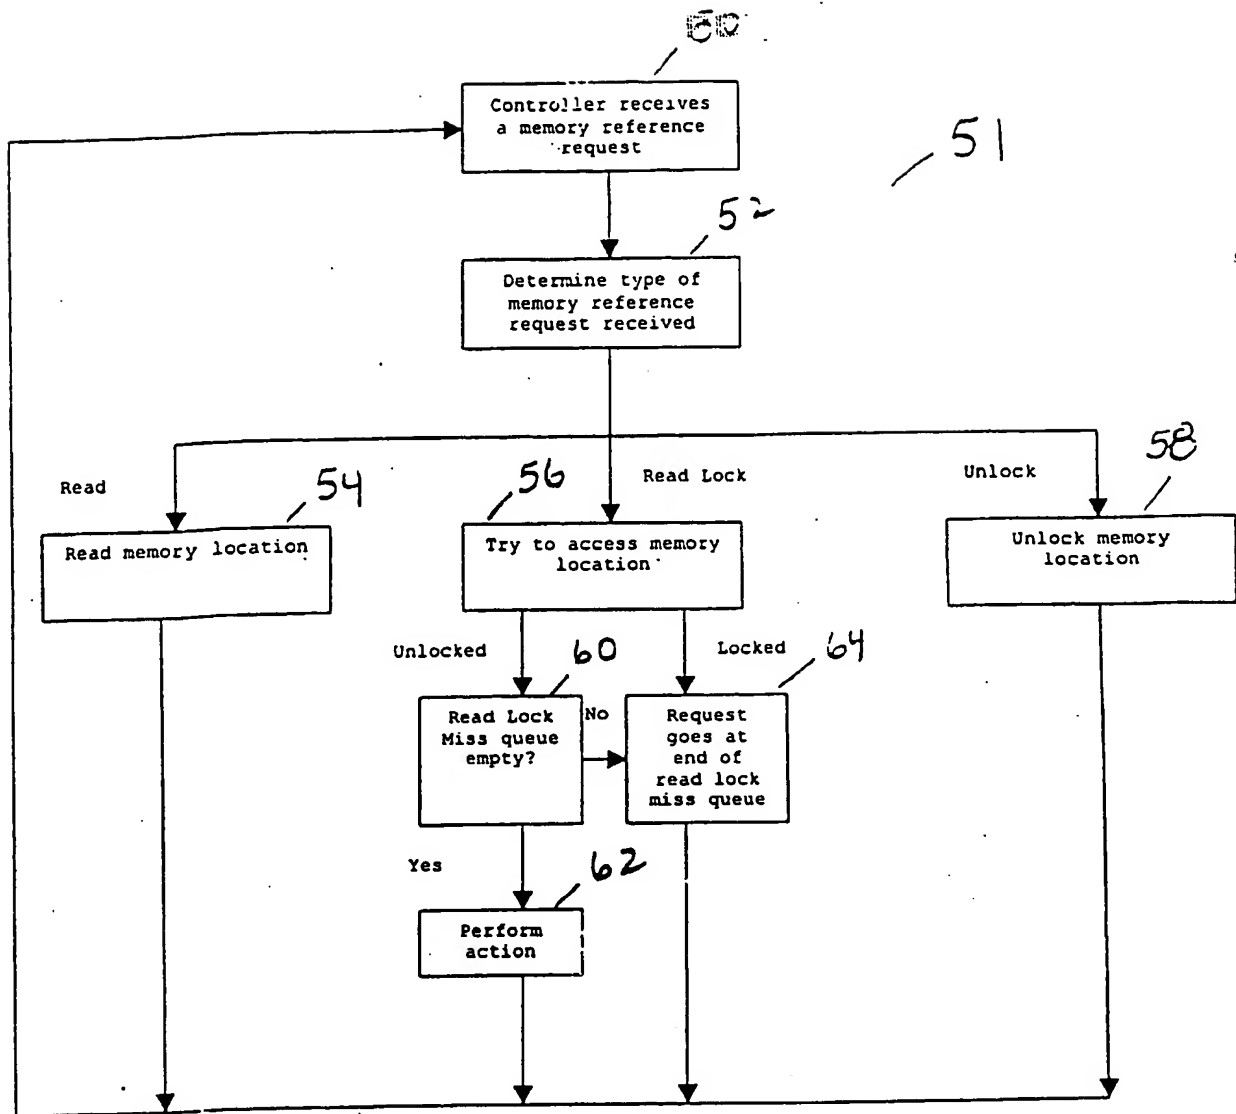 Controller receives
a memory reference
request
51
52
Determine type of
memory reference
request received
Read
54
56
Read Lock
Unlock
58
Read memory location
Try to access memory
location
Unlock memory
location
Unlocked
60
Locked
64
Read Lock
Miss queue
empty?
No
Request
goes at
end of
read lock
miss queue
Yes
62
Perform
action